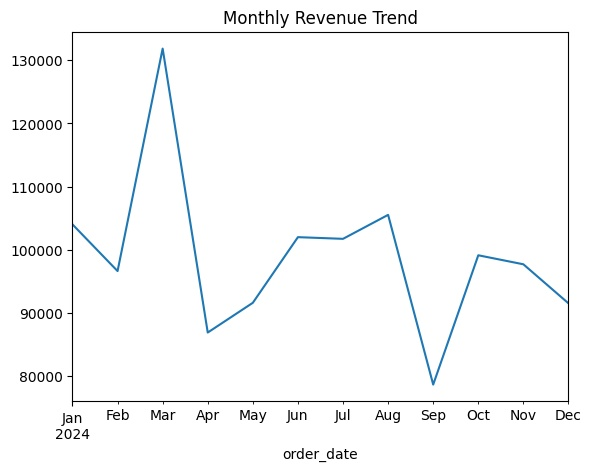 Monthly Revenue Trend
130000
120000
110000
100000
90000
80000
Jan Feb Mar Apr May Jun Jul Aug Sep Oct Nov Dec
2024
order_date